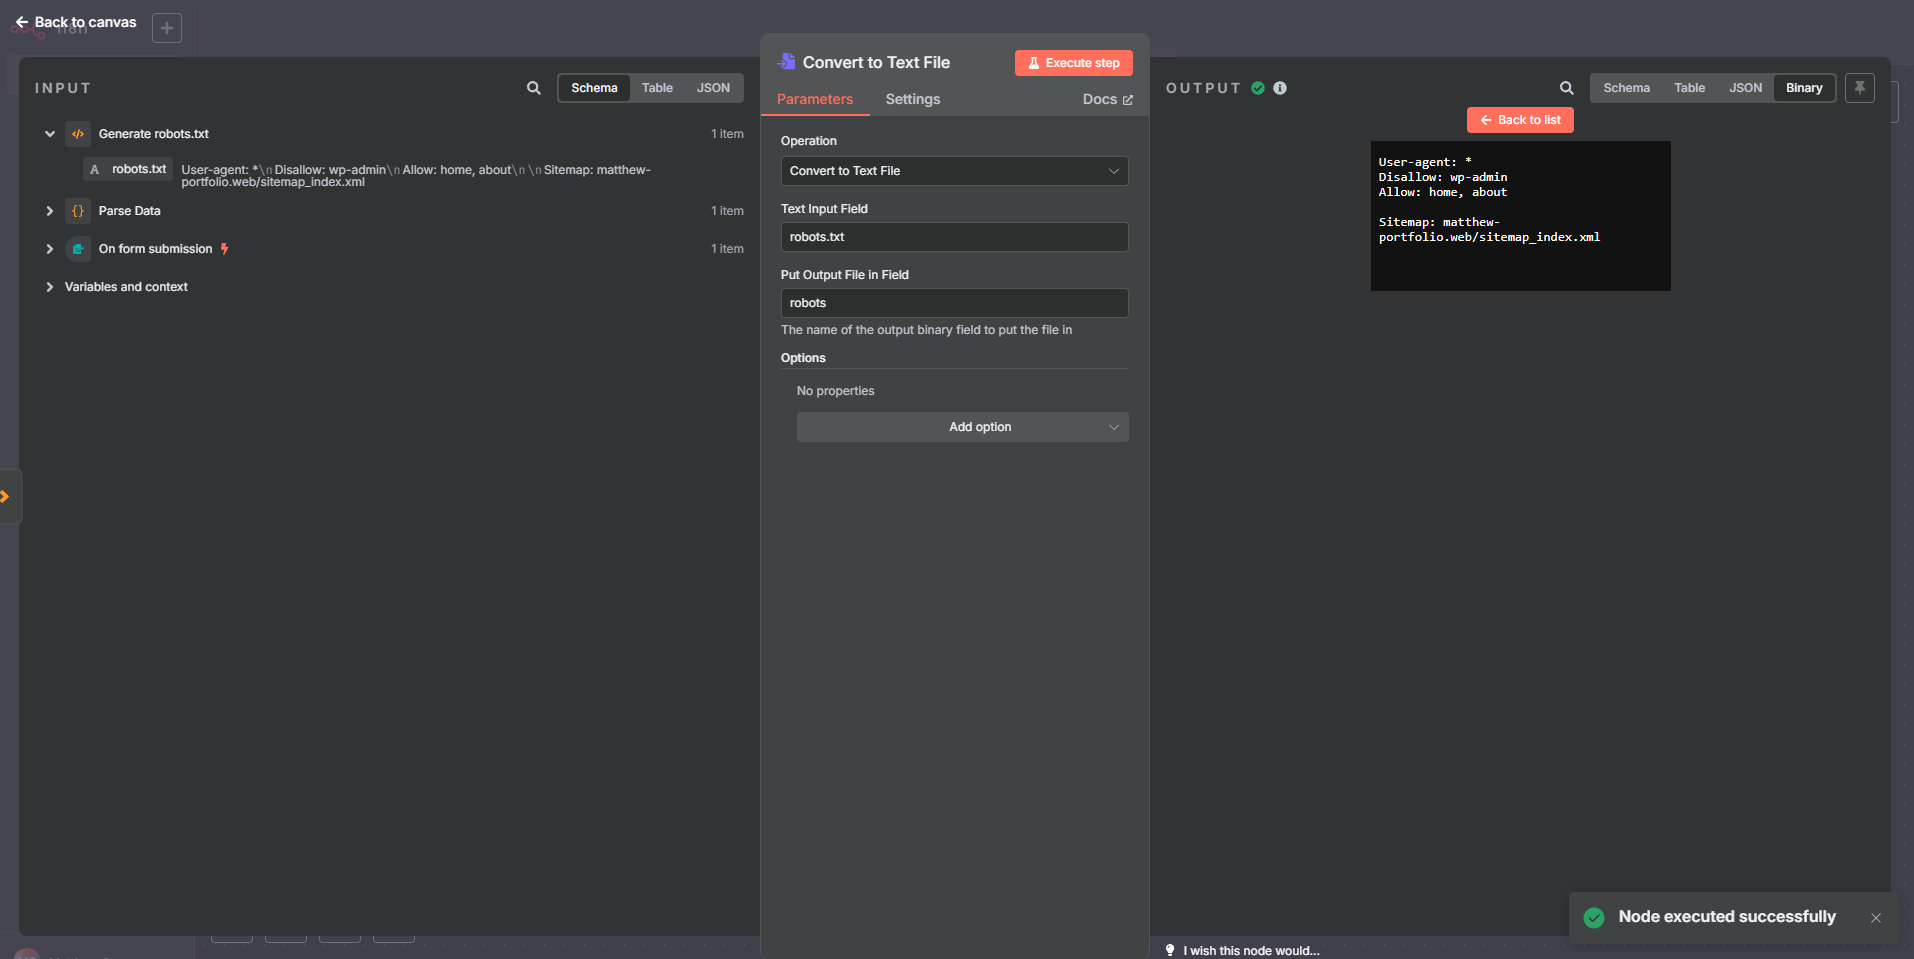 Back to canvas
n8n
INPUT
Schema
Table
JSON
Generate robots.txt
1 item
A
robots.txt
User-agent: *\n Disallow: wp-admin\n Allow: home, about\n \n Sitemap: matthew-
portfolio.web/sitemap_index.xml
Parse Data
1 item
On form submission
1 item
Variables and context
Convert to Text File
Execute step
Parameters
Settings
Docs
Operation
Convert to Text File
Text Input Field
robots.txt
Put Output File in Field
robots
The name of the output binary field to put the file in
Options
No properties
Add option
OUTPUT
Schema
Table
JSON
Binary
Back to list
User-agent: *
Disallow: wp-admin
Allow: home, about
Sitemap: matthew-
portfolio.web/sitemap_index.xml
Node executed successfully
I wish this node would...